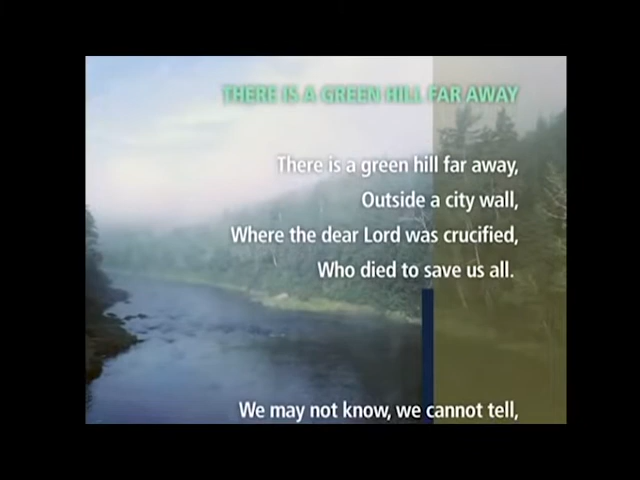 THERE IS A GREEN HILL FAR AWAY
There is a green hill far away,
Outside a city wall,
Where the dear Lord was crucified,
Who died to save us all.
We may not know, we cannot tell,